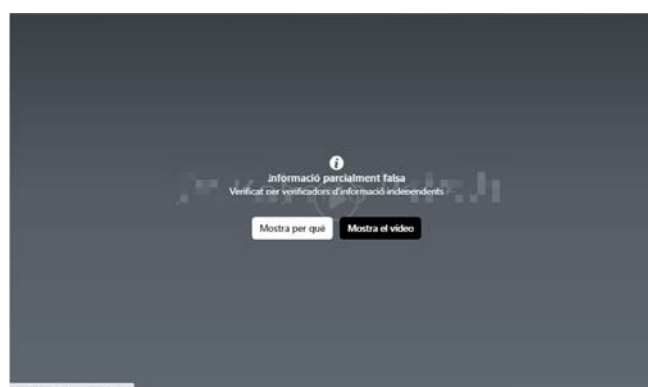 Informació parcialment falsa
Verificat per verificadors d'informació independents
Mostra per què
Mostra el vídeo